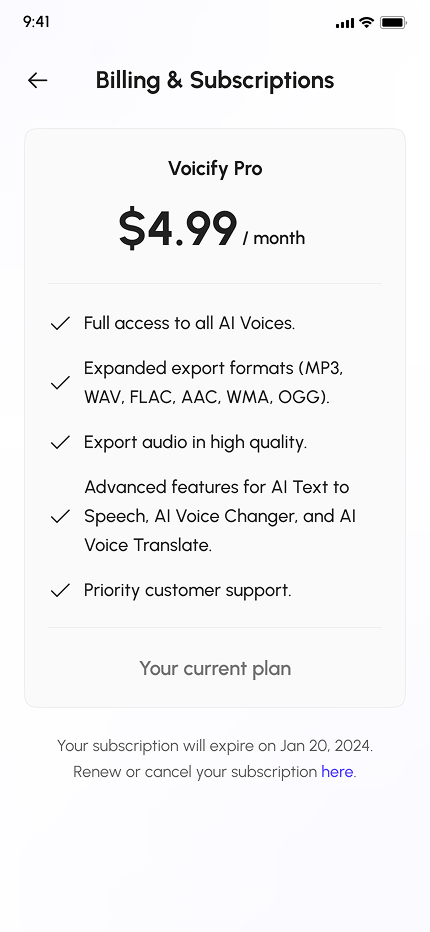 9:41
Billing & Subscriptions
Voicify Pro
$4.99 / month
Full access to all AI Voices.
Expanded export formats (MP3,
WAV, FLAC, AAC, WMA, OGG).
Export audio in high quality.
Advanced features for AI Text to
Speech, AI Voice Changer, and AI
Voice Translate.
Priority customer support.
Your current plan
Your subscription will expire on Jan 20, 2024.
Renew or cancel your subscription here.